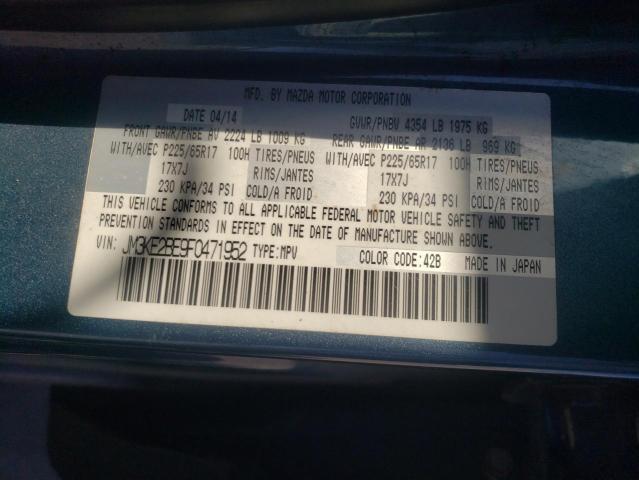 MFD. BY MAZDA MOTOR CORPORATION
DATE 04/14 GVWR/PNBV 4354 LB 1975 KG
FRONT GAWR/PNBE AV 2224 LB 1009 KG REAR GAWR/PNBE AR 2136 LB 969 KG
WITH/AVEC P225/65R17 100H TIRES/PNEUS WITH/AVEC P225/65R17 100H TIRES/PNEUS
17X7J RIMS/JANTES 17X7J RIMS/JANTES
230 KPA/34 PSI COLD/A FROID 230 KPA/34 PSI COLD/A FROID
THIS VEHICLE CONFORMS TO ALL APPLICABLE FEDERAL MOTOR VEHICLE SAFETY AND THEFT
PREVENTION STANDARDS IN EFFECT ON THE DATE OF MANUFACTURE SHOWN ABOVE.
VIN: JM3KE2BE9F0471952 TYPE:MPV COLOR CODE:42B MADE IN JAPAN